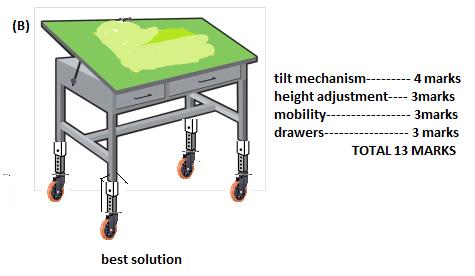 (B)
tilt mechanism--------- 4 marks
height adjustment---- 3marks
mobility---------------- 3marks
drawers---------------- 3 marks
TOTAL 13 MARKS
best solution